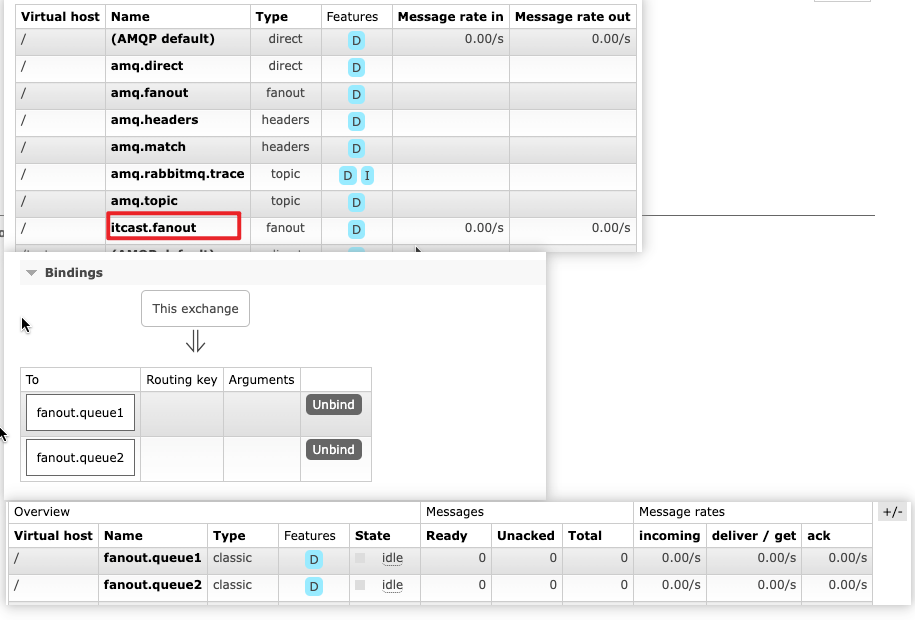 Virtual host Name Type Features Message rate in Message rate out
/ (AMQP default) direct D 0.00/s 0.00/s
/ amq.direct direct D
/ amq.fanout fanout D
/ amq.headers headers D
/ amq.match headers D
/ amq.rabbitmq.trace topic D I
/ amq.topic topic D
/ itcast.fanout fanout D 0.00/s 0.00/s
Bindings
This exchange
To Routing key Arguments
fanout.queue1 Unbind
fanout.queue2 Unbind
Overview Messages Message rates +/-
Virtual host Name Type Features State Ready Unacked Total incoming deliver / get ack
/ fanout.queue1 classic D idle 0 0 0 0.00/s 0.00/s 0.00/s
/ fanout.queue2 classic D idle 0 0 0 0.00/s 0.00/s 0.00/s